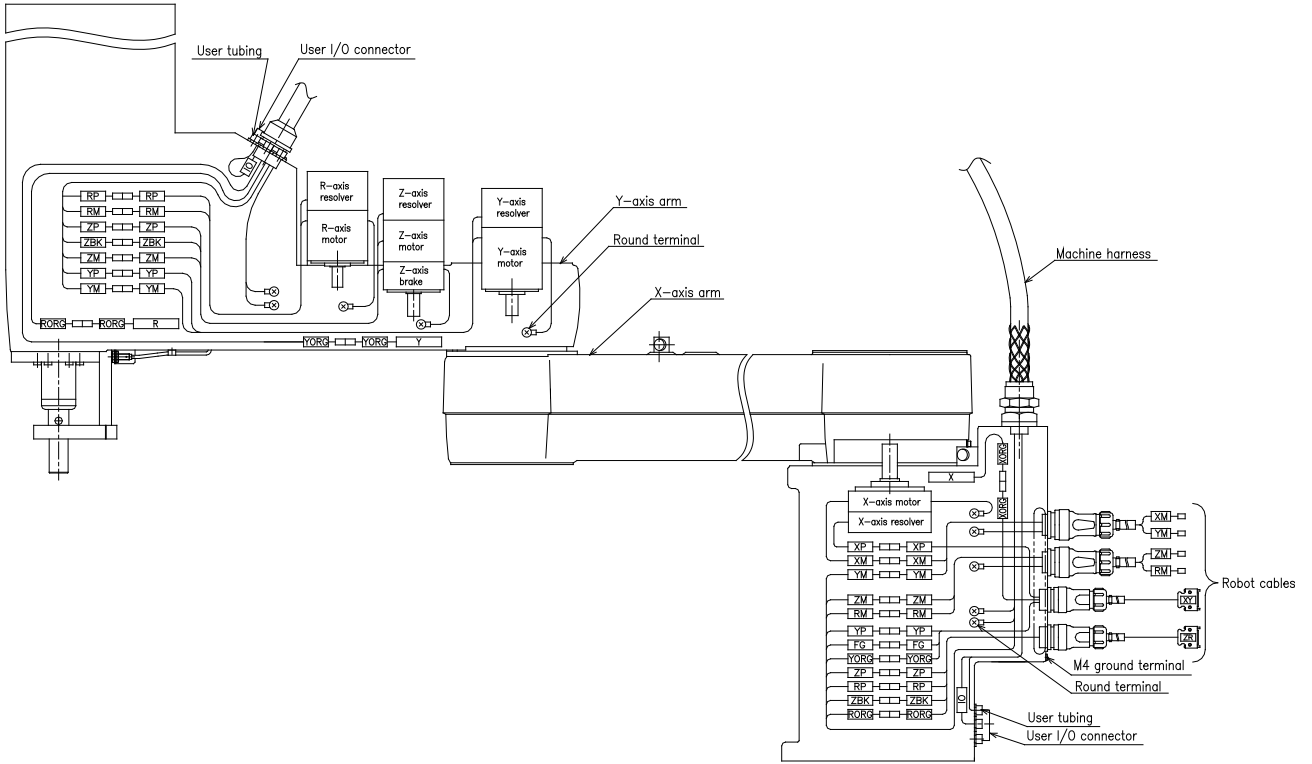 User tubing
User I/O connector
R-axis
resolver
R-axis
motor
Z-axis
resolver
Z-axis
motor
Z-axis
brake
Y-axis
resolver
Y-axis
motor
Y-axis arm
Round terminal
X-axis arm
Machine harness
IO
RP RP
RM RM
ZP ZP
ZBK ZBK
ZM ZM
YP YP
YM YM
RORG RORG R
YORG YORG Y
X
XORG
XORG
X-axis motor
X-axis resolver
XP XP
XM XM
YM YM
ZM ZM
RM RM
YP YP
FG FG
YORG YORG
ZP ZP
RP RP
ZBK ZBK
RORG RORG
XM
YM
ZM
RM
XY
ZR
Robot cables
M4 ground terminal
Round terminal
IO
User tubing
User I/O connector